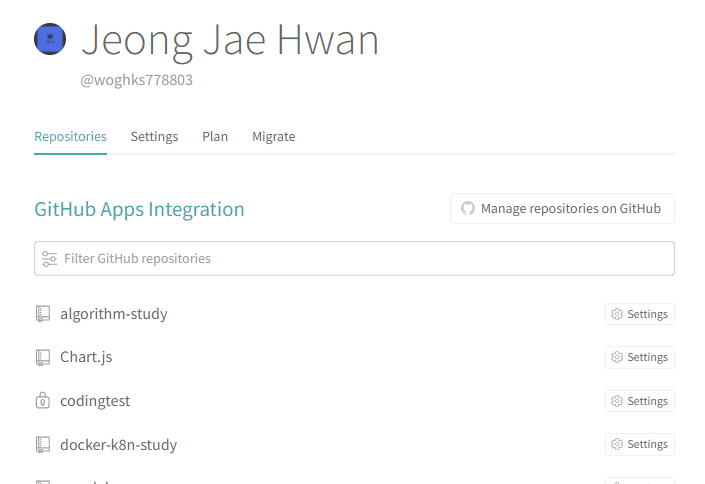 Jeong Jae Hwan
@woghks778803
Repositories Settings Plan Migrate
GitHub Apps Integration Manage repositories on GitHub
Filter GitHub repositories
algorithm-study Settings
Chart.js Settings
codingtest Settings
docker-k8n-study Settings